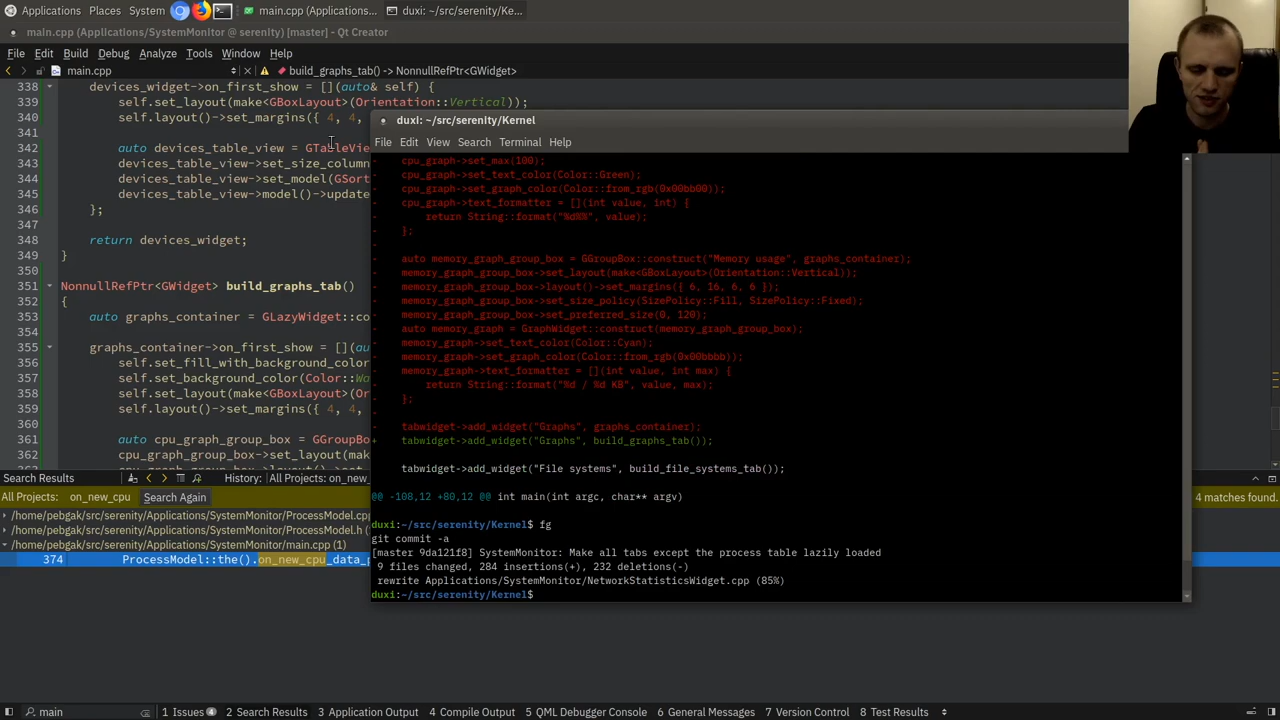 Applications Places System main.cpp (Applications... duxi: ~/src/serenity/Ke...
main.cpp (Applications/SystemMonitor @ serenity) [master] - Qt Creator
File Edit Build Debug Analyze Tools Window Help
main.cpp build_graphs_tab() -> NonnullRefPtr<GWidget>
338 devices_widget->on_first_show = [](auto& self) {
339 self.set_layout(make<GBoxLayout>(Orientation::Vertical));
340 self.layout()->set_margins({ 4, 4,
341
342 auto devices_table_view = GTableVie
343 devices_table_view->set_size_column
344 devices_table_view->set_model(GSort
345 devices_table_view->model()->update
346 };
347
348 return devices_widget;
349 }
350
351 NonnullRefPtr<GWidget> build_graphs_tab()
352 {
353 auto graphs_container = GLazyWidget::co
354
355 graphs_container->on_first_show = [](au
356 self.set_fill_with_background_color
357 self.set_background_color(Color::Wa
358 self.set_layout(make<GBoxLayout>(Or
359 self.layout()->set_margins({ 4, 4,
360
361 auto cpu_graph_group_box = GGroupBo
duxi: ~/src/serenity/Kernel
File Edit View Search Terminal Help
- cpu_graph->set_max(100);
- cpu_graph->set_text_color(Color::Green);
- cpu_graph->set_graph_color(Color::from_rgb(0x00bb00));
- cpu_graph->text_formatter = [](int value, int) {
- return String::format("%d%%", value);
- };
-
- auto memory_graph_group_box = GGroupBox::construct("Memory usage", graphs_container);
- memory_graph_group_box->set_layout(make<GBoxLayout>(Orientation::Vertical));
- memory_graph_group_box->layout()->set_margins({ 6, 16, 6, 6 });
- memory_graph_group_box->set_size_policy(SizePolicy::Fill, SizePolicy::Fixed);
- memory_graph_group_box->set_preferred_size(0, 120);
- auto memory_graph = GraphWidget::construct(memory_graph_group_box);
- memory_graph->set_text_color(Color::Cyan);
- memory_graph->set_graph_color(Color::from_rgb(0x00bbbb));
- memory_graph->text_formatter = [](int value, int max) {
- return String::format("%d / %d KB", value, max);
- };
-
- tabwidget->add_widget("Graphs", graphs_container);
+ tabwidget->add_widget("Graphs", build_graphs_tab());
tabwidget->add_widget("File systems", build_file_systems_tab());
@@ -108,12 +80,12 @@ int main(int argc, char** argv)
duxi:~/src/serenity/Kernel$ fg
git commit -a
[master 9da121f8] SystemMonitor: Make all tabs except the process table lazily loaded
9 files changed, 284 insertions(+), 232 deletions(-)
rewrite Applications/SystemMonitor/NetworkStatisticsWidget.cpp (85%)
duxi:~/src/serenity/Kernel$
Search Results History: All Projects: on_new
All Projects: on_new_cpu Search Again 4 matches found.
/home/pebgak/src/serenity/Applications/SystemMonitor/ProcessModel.cpp
/home/pebgak/src/serenity/Applications/SystemMonitor/ProcessModel.h (
/home/pebgak/src/serenity/Applications/SystemMonitor/main.cpp (1)
374 ProcessModel::the().on_new_cpu_data_p
main 1 Issues 4 2 Search Results 3 Application Output 4 Compile Output 5 QML Debugger Console 6 General Messages 7 Version Control 8 Test Results